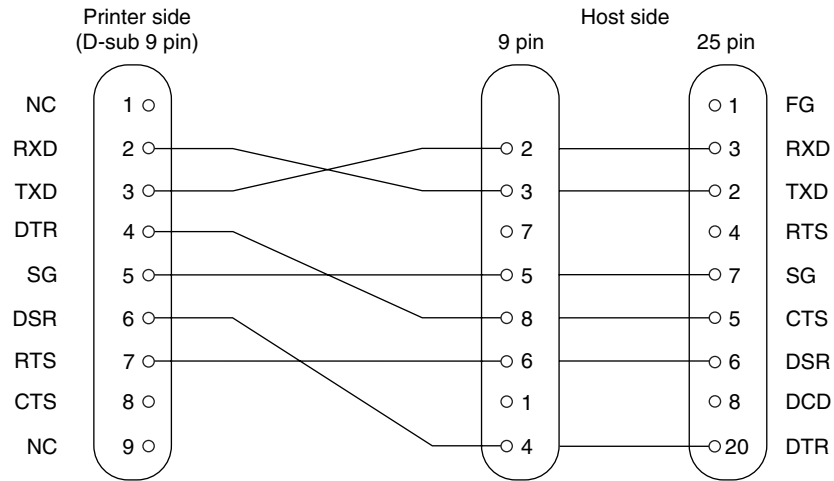 Printer side Host side
(D-sub 9 pin) 9 pin 25 pin
NC 1 1 FG
RXD 2 2 3 RXD
TXD 3 3 2 TXD
DTR 4 7 4 RTS
SG 5 5 7 SG
DSR 6 8 5 CTS
RTS 7 6 6 DSR
CTS 8 1 8 DCD
NC 9 4 20 DTR